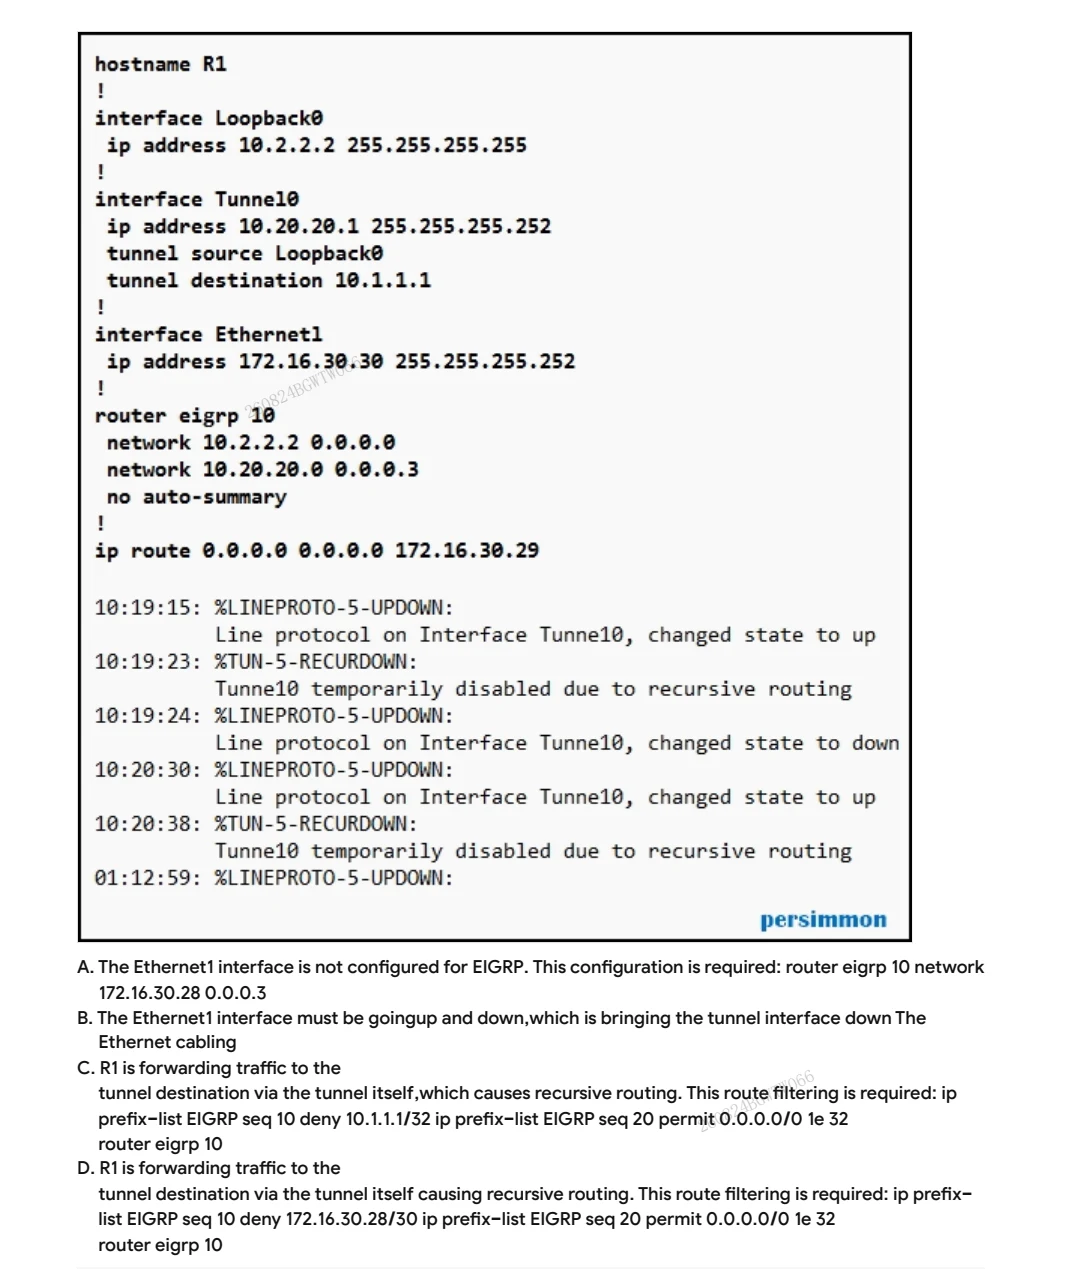 hostname R1
!
interface Loopback0
ip address 10.2.2.2 255.255.255.255
!
interface Tunnel0
ip address 10.20.20.1 255.255.255.252
tunnel source Loopback0
tunnel destination 10.1.1.1
!
interface Ethernet1
ip address 172.16.30.30 255.255.255.252
!
router eigrp 10
network 10.2.2.2 0.0.0.0
network 10.20.20.0 0.0.0.3
no auto-summary
!
ip route 0.0.0.0 0.0.0.0 172.16.30.29
10:19:15: %LINEPROTO-5-UPDOWN:
Line protocol on Interface Tunne10, changed state to up
10:19:23: %TUN-5-RECURDOWN:
Tunne10 temporarily disabled due to recursive routing
10:19:24: %LINEPROTO-5-UPDOWN:
Line protocol on Interface Tunne10, changed state to down
10:20:30: %LINEPROTO-5-UPDOWN:
Line protocol on Interface Tunne10, changed state to up
10:20:38: %TUN-5-RECURDOWN:
Tunne10 temporarily disabled due to recursive routing
01:12:59: %LINEPROTO-5-UPDOWN:
persimmon
A. The Ethernet1 interface is not configured for EIGRP. This configuration is required: router eigrp 10 network
172.16.30.28 0.0.0.3
B. The Ethernet1 interface must be goingup and down,which is bringing the tunnel interface down The
Ethernet cabling
C. R1 is forwarding traffic to the
tunnel destination via the tunnel itself,which causes recursive routing. This route filtering is required: ip
prefix-list EIGRP seq 10 deny 10.1.1.1/32 ip prefix-list EIGRP seq 20 permit 0.0.0.0/0 1e 32
router eigrp 10
D. R1 is forwarding traffic to the
tunnel destination via the tunnel itself causing recursive routing. This route filtering is required: ip prefix-
list EIGRP seq 10 deny 172.16.30.28/30 ip prefix-list EIGRP seq 20 permit 0.0.0.0/0 1e 32
router eigrp 10